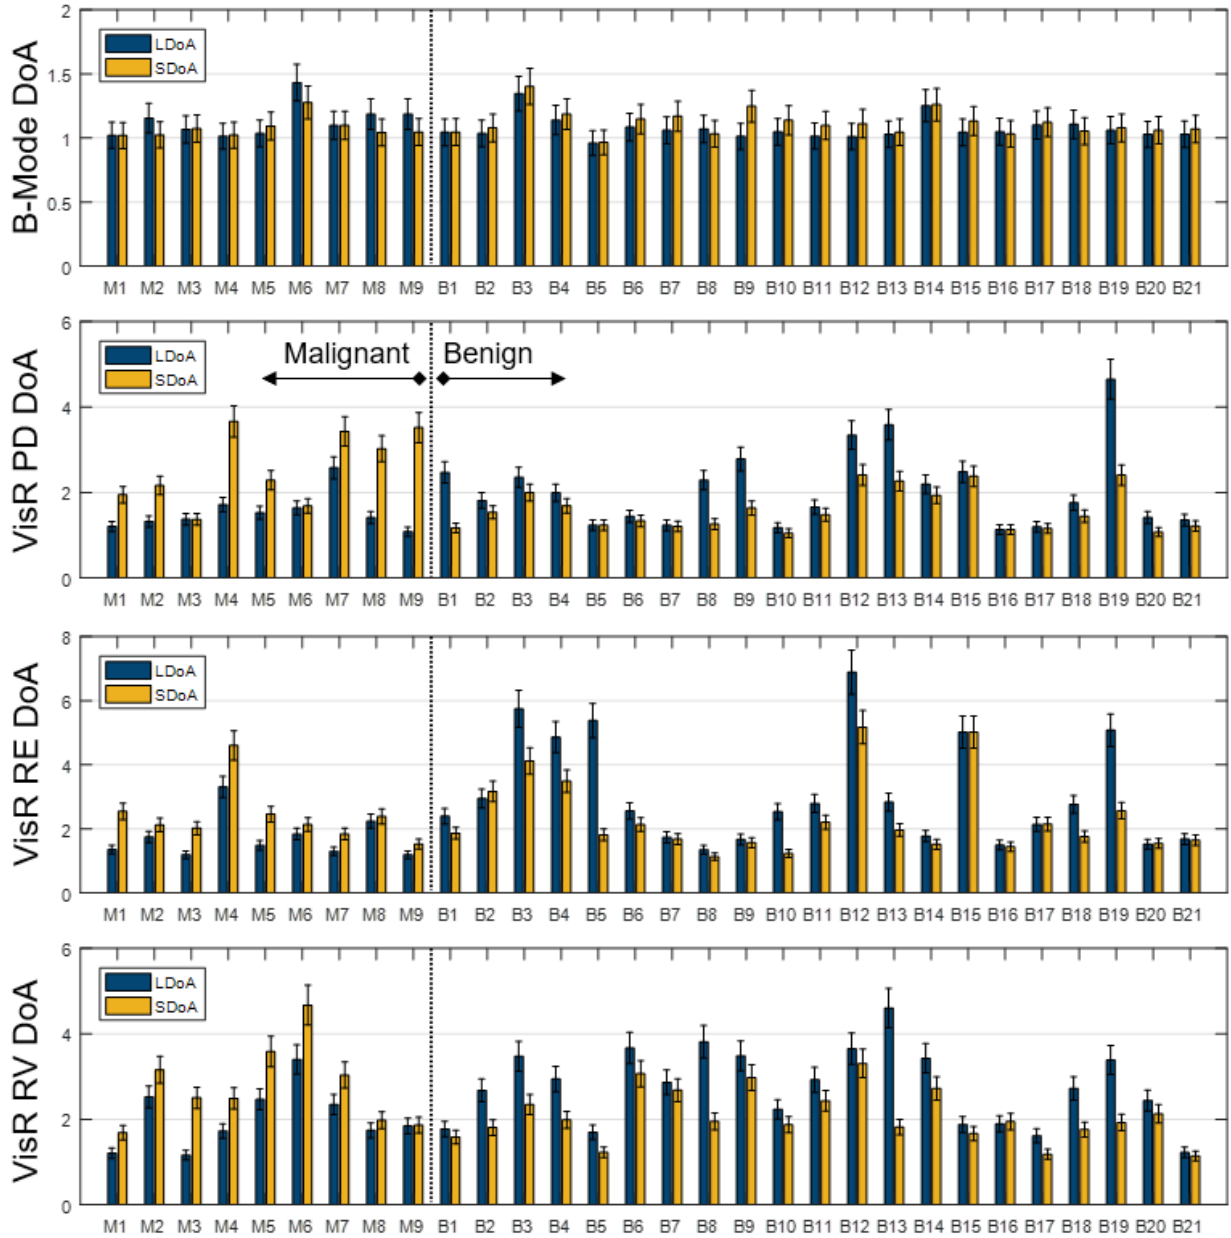 B-Mode DoA
2
1.5
1
0.5
0
LDoA
SDoA
M1 M2 M3 M4 M5 M6 M7 M8 M9 B1 B2 B3 B4 B5 B6 B7 B8 B9 B10 B11 B12 B13 B14 B15 B16 B17 B18 B19 B20 B21
VisR PD DoA
6
4
2
0
LDoA
SDoA
Malignant Benign
M1 M2 M3 M4 M5 M6 M7 M8 M9 B1 B2 B3 B4 B5 B6 B7 B8 B9 B10 B11 B12 B13 B14 B15 B16 B17 B18 B19 B20 B21
VisR RE DoA
8
6
4
2
0
LDoA
SDoA
M1 M2 M3 M4 M5 M6 M7 M8 M9 B1 B2 B3 B4 B5 B6 B7 B8 B9 B10 B11 B12 B13 B14 B15 B16 B17 B18 B19 B20 B21
VisR RV DoA
6
4
2
0
LDoA
SDoA
M1 M2 M3 M4 M5 M6 M7 M8 M9 B1 B2 B3 B4 B5 B6 B7 B8 B9 B10 B11 B12 B13 B14 B15 B16 B17 B18 B19 B20 B21